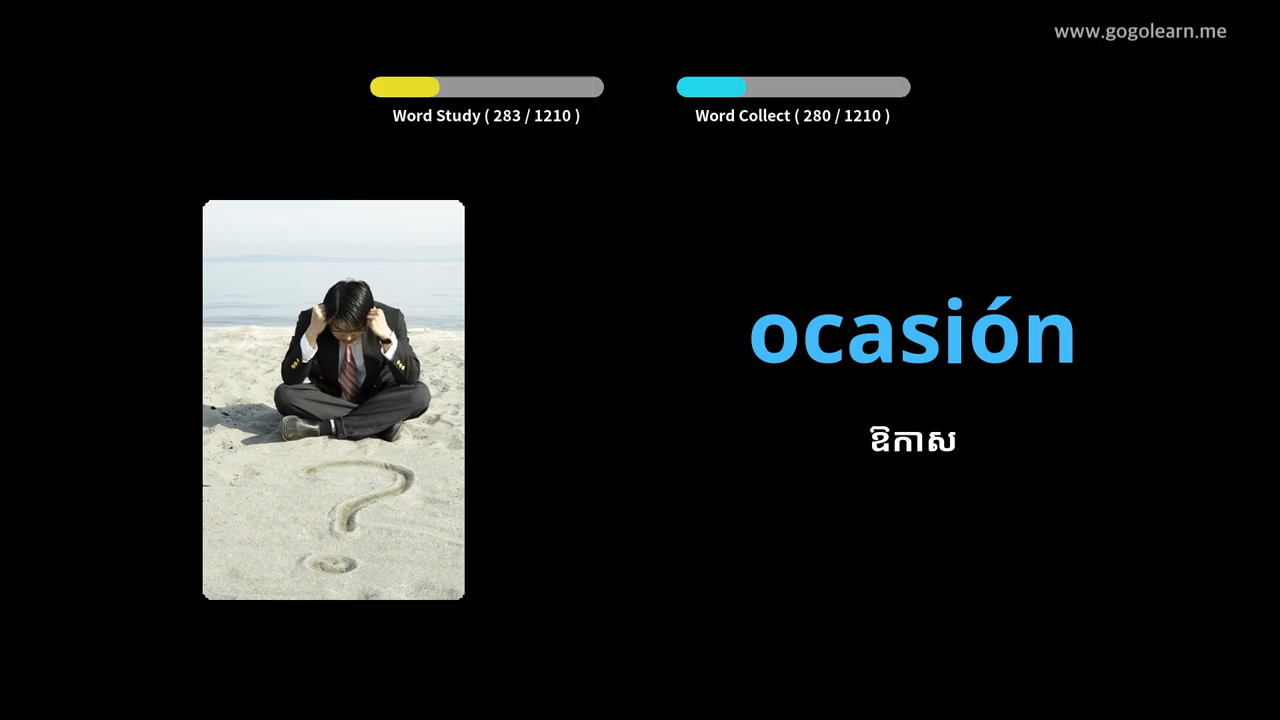 www.gogolearn.me
Word Study ( 283 / 1210 )
Word Collect ( 280 / 1210 )
ocasión
ឱកាស
?